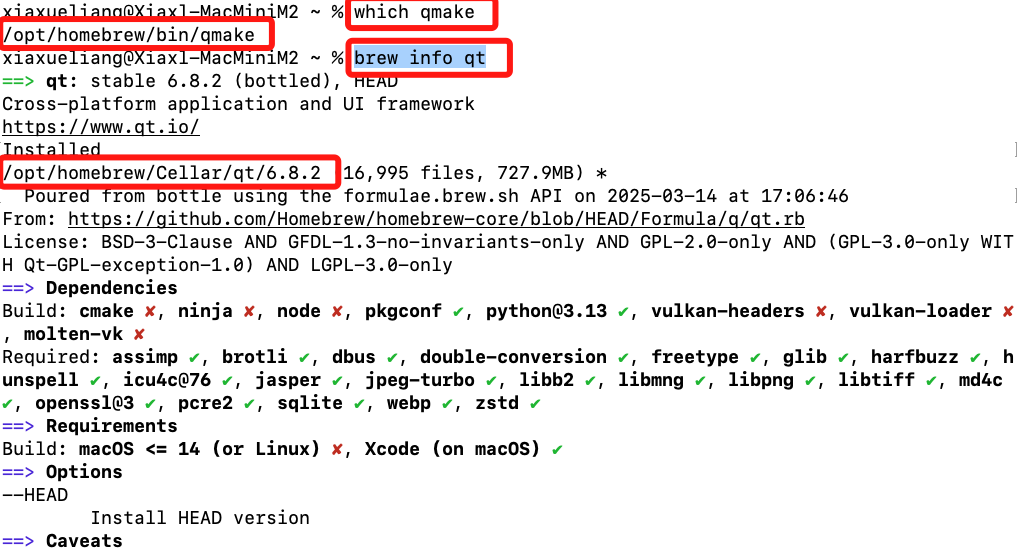 xiaxueliang@Xiaxl-MacMiniM2 ~ % which qmake
/opt/homebrew/bin/qmake
xiaxueliang@Xiaxl-MacMiniM2 ~ % brew info qt
==> qt: stable 6.8.2 (bottled), HEAD
Cross-platform application and UI framework
https://www.qt.io/
Installed
/opt/homebrew/Cellar/qt/6.8.2 (16,995 files, 727.9MB) *
  Poured from bottle using the formulae.brew.sh API on 2025-03-14 at 17:06:46
From: https://github.com/Homebrew/homebrew-core/blob/HEAD/Formula/q/qt.rb
License: BSD-3-Clause AND GFDL-1.3-no-invariants-only AND GPL-2.0-only AND (GPL-3.0-only WIT
H Qt-GPL-exception-1.0) AND LGPL-3.0-only
==> Dependencies
Build: cmake ✘, ninja ✘, node ✘, pkgconf ✔, python@3.13 ✔, vulkan-headers ✘, vulkan-loader ✘
, molten-vk ✘
Required: assimp ✔, brotli ✔, dbus ✔, double-conversion ✔, freetype ✔, glib ✔, harfbuzz ✔, h
unspell ✔, icu4c@76 ✔, jasper ✔, jpeg-turbo ✔, libb2 ✔, libmng ✔, libpng ✔, libtiff ✔, md4c
✔, openssl@3 ✔, pcre2 ✔, sqlite ✔, webp ✔, zstd ✔
==> Requirements
Build: macOS <= 14 (or Linux) ✘, Xcode (on macOS) ✔
==> Options
--HEAD
        Install HEAD version
==> Caveats